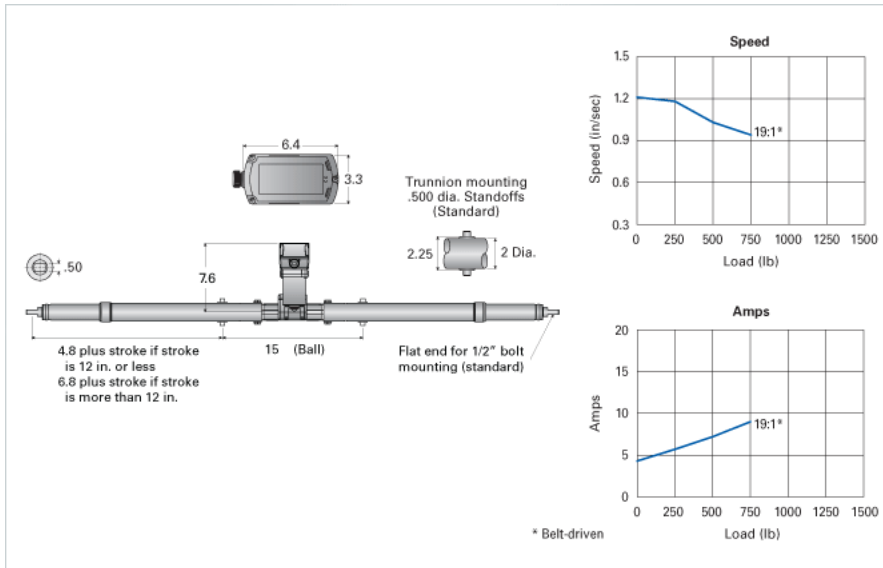 6.4
3.3
Trunnion mounting
.500 dia. Standoffs
(Standard)
2.25
2 Dia.
.50
7.6
4.8 plus stroke if stroke
is 12 in. or less
6.8 plus stroke if stroke
is more than 12 in.
15 (Ball)
Flat end for 1/2" bolt
mounting (standard)
Speed
Speed (in/sec)
1.5
1.2
0.9
0.6
0.3
19:1*
0 250 500 750 1000 1250 1500
Load (lb)
Amps
Amps
20
15
10
5
0
19:1*
0 250 500 750 1000 1250 1500
Load (lb)
* Belt-driven